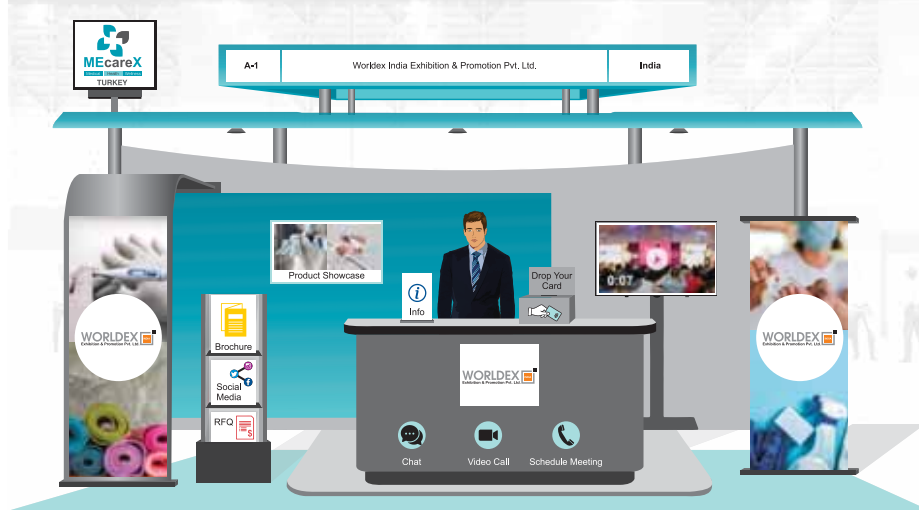 MEcareX
Medical Health Wellness
TURKEY
A-1
Worldex India Exhibition & Promotion Pvt. Ltd.
India
Product Showcase
i
Info
Drop Your
Card
0:07
WORLDEX
Exhibition & Promotion Pvt. Ltd.
Brochure
Social
Media
RFQ
$
WORLDEX
Exhibition & Promotion Pvt. Ltd.
WORLDEX
Exhibition & Promotion Pvt. Ltd.
Chat
Video Call
Schedule Meeting